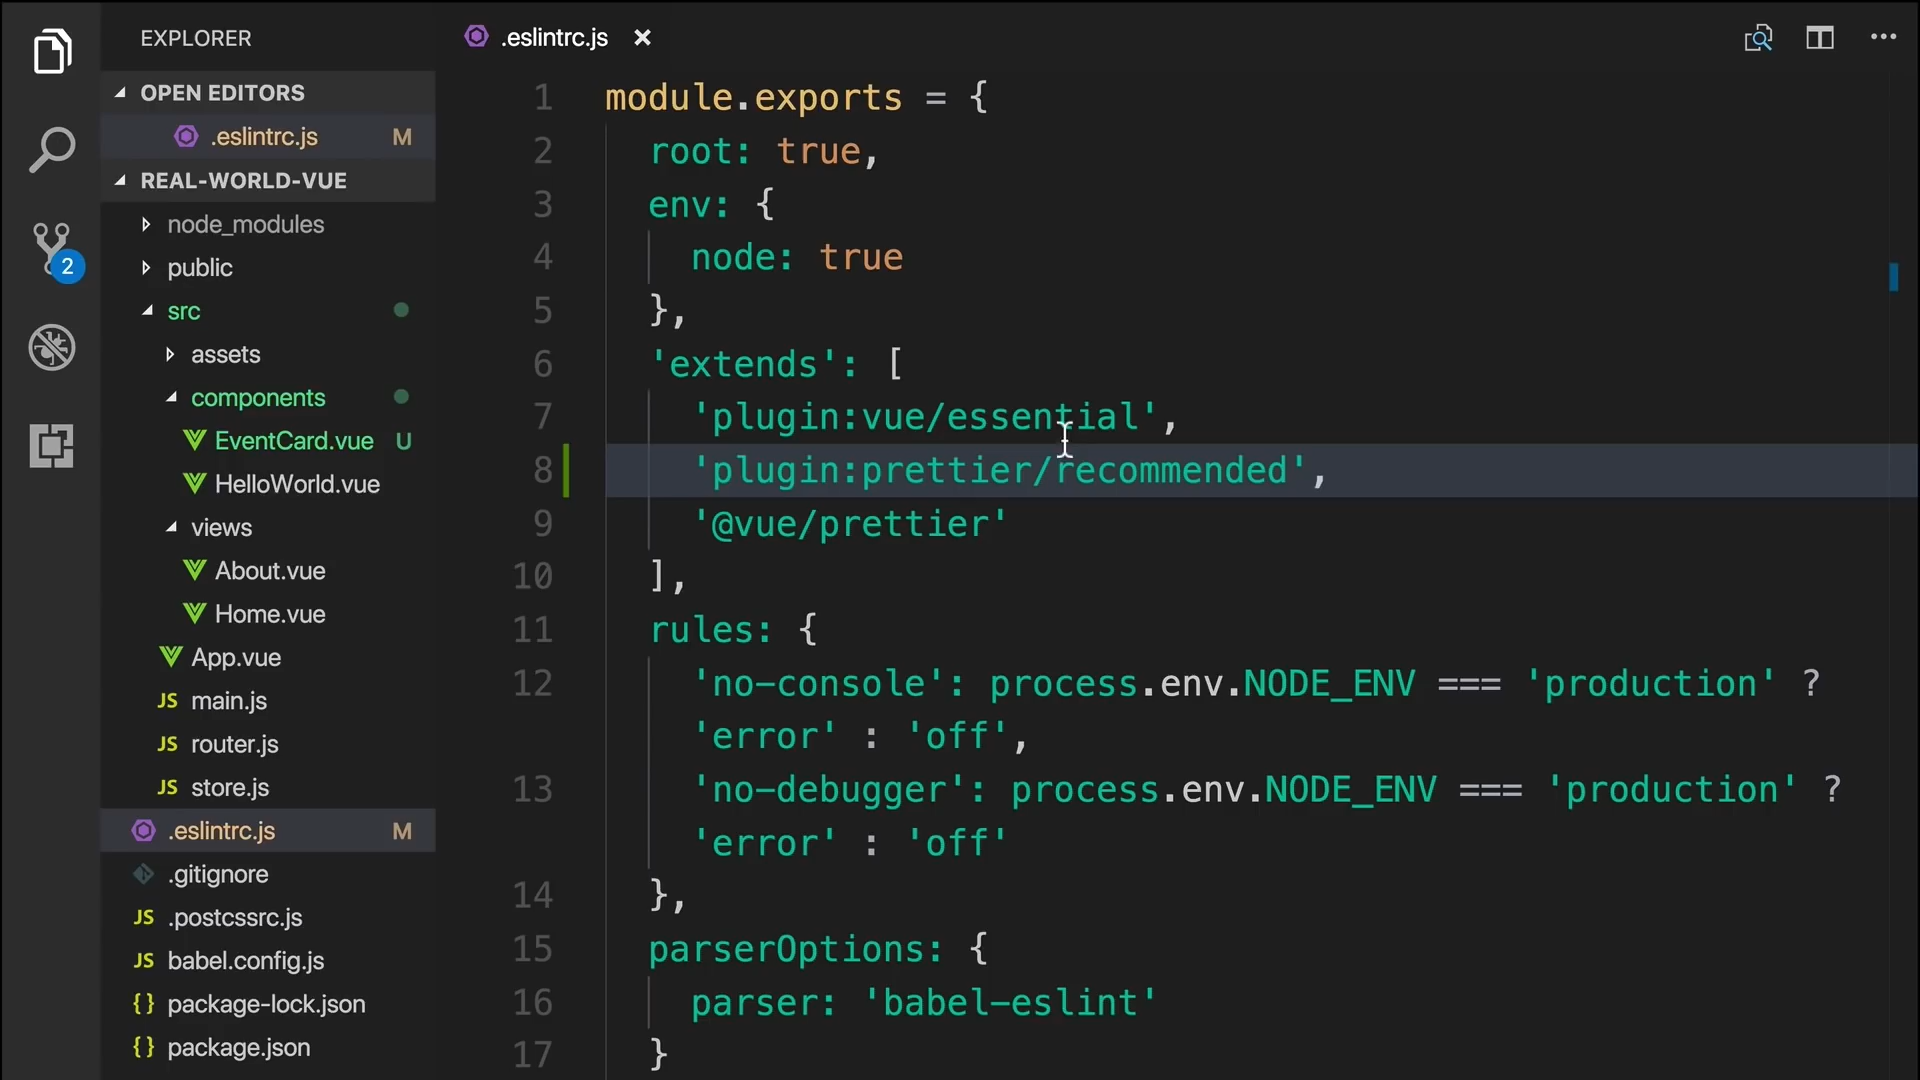 EXPLORER
OPEN EDITORS
.eslintrc.js M
REAL-WORLD-VUE
node_modules
public
src
assets
components
EventCard.vue U
HelloWorld.vue
views
About.vue
Home.vue
App.vue
JS main.js
JS router.js
JS store.js
.eslintrc.js M
.gitignore
JS .postcssrc.js
JS babel.config.js
{} package-lock.json
{} package.json
2
.eslintrc.js
1 module.exports = {
2 root: true,
3 env: {
4 node: true
5 },
6 'extends': [
7 'plugin:vue/essential',
8 'plugin:prettier/recommended',
9 '@vue/prettier'
10 ],
11 rules: {
12 'no-console': process.env.NODE_ENV === 'production' ?
'error' : 'off',
13 'no-debugger': process.env.NODE_ENV === 'production' ?
'error' : 'off'
14 },
15 parserOptions: {
16 parser: 'babel-eslint'
17 }